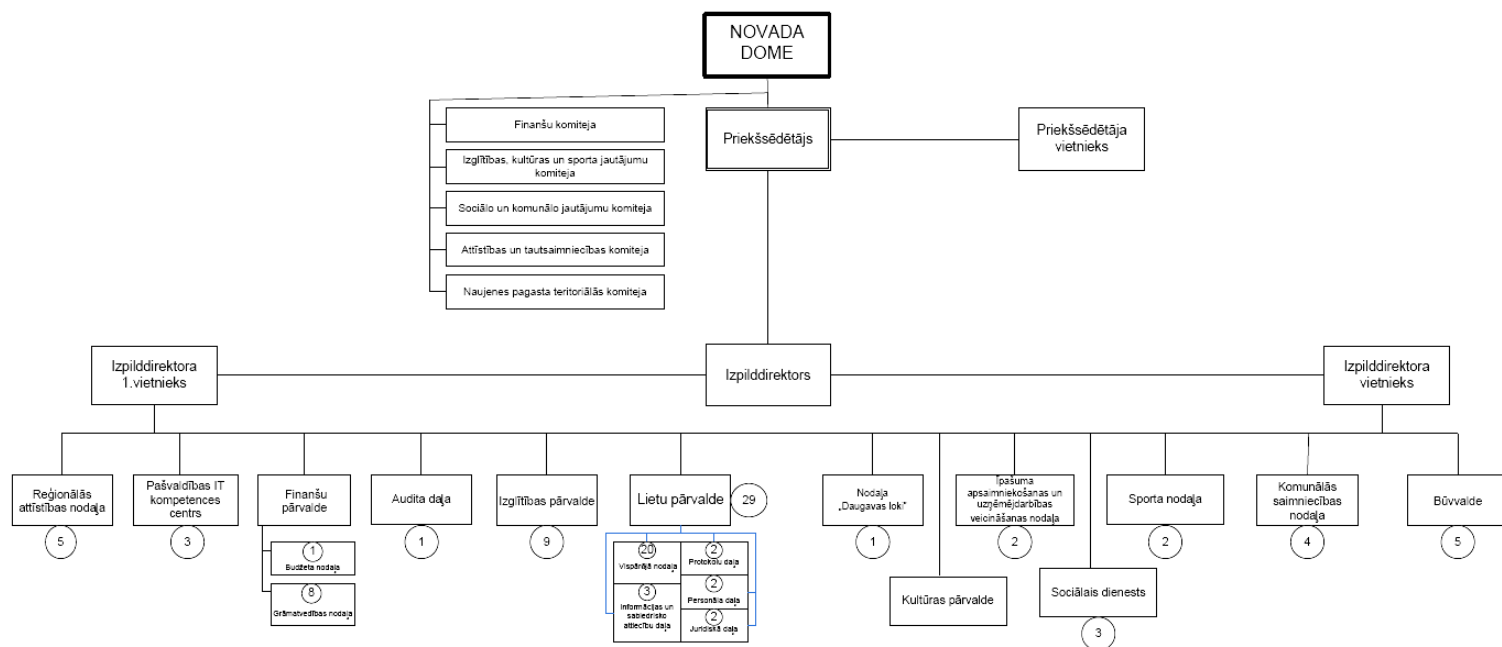 NOVADA
DOME
Finanšu komiteja
Izglītības, kultūras un sporta jautājumu
komiteja
Sociālo un komunālo jautājumu komiteja
Attīstības un tautsaimniecības komiteja
Naujenes pagasta teritoriālās komiteja
Priekšsēdētājs
Priekšsēdētāja
vietnieks
Izpilddirektora
1.vietnieks
Izpilddirektors
Izpilddirektora
vietnieks
Reģionālās
attīstības nodaļa
5
Pašvaldības IT
kompetences
centrs
3
Finanšu
pārvalde
1
Budžeta nodaļa
8
Grāmatvedības nodaļa
Audita daļa
1
Izglītības pārvalde
9
Lietu pārvalde
29
20
Vispārējā nodaļa
3
Informācijas un
sabiedrisko
attiecību daļa
2
Protokolu daļa
2
Personāla daļa
2
Juridiskā daļa
Nodaļa
„Daugavas loki"
1
Kultūras pārvalde
Īpašuma
apsaimniekošanas un
uzņēmējdarbības
veicināšanas nodaļa
2
Sociālais dienests
3
Sporta nodaļa
2
Komunālās
saimniecības
nodaļa
4
Būvvalde
5